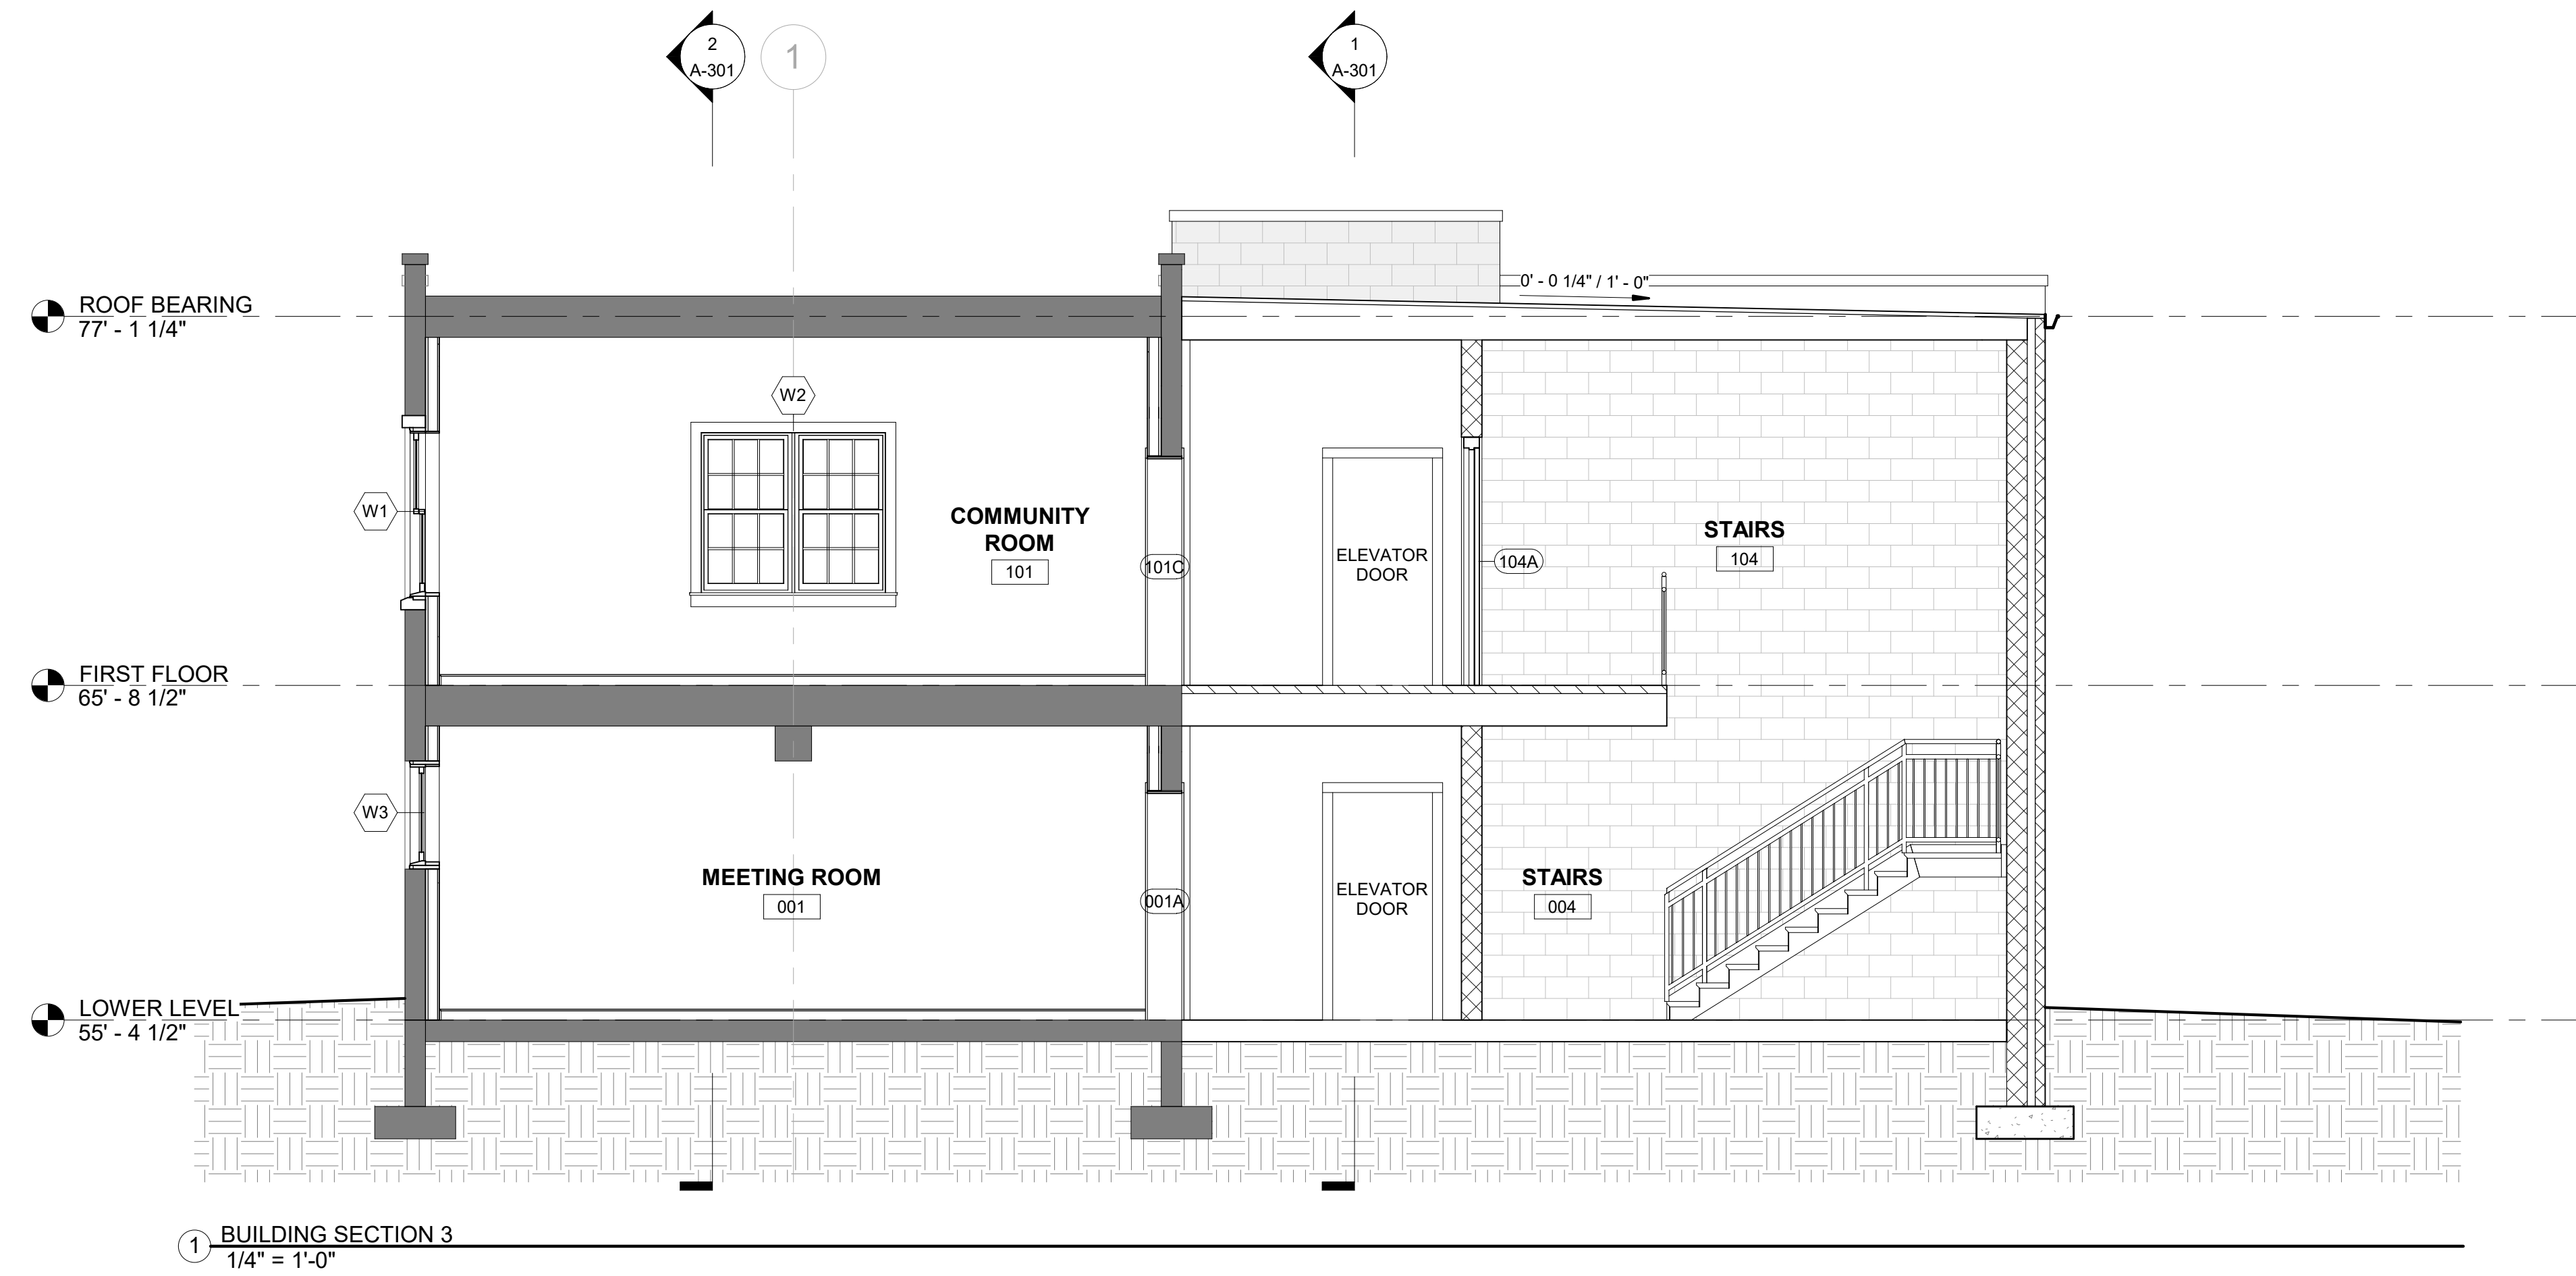 2
A-301
1
1
A-301
0' - 0 1/4" / 1' - 0"
ROOF BEARING
77' - 1 1/4"
W2
W1
COMMUNITY
ROOM
101
101C
ELEVATOR
DOOR
104A
STAIRS
104
FIRST FLOOR
65' - 8 1/2"
W3
MEETING ROOM
001
001A
ELEVATOR
DOOR
STAIRS
004
LOWER LEVEL
55' - 4 1/2"
1
BUILDING SECTION 3
1/4" = 1'-0"